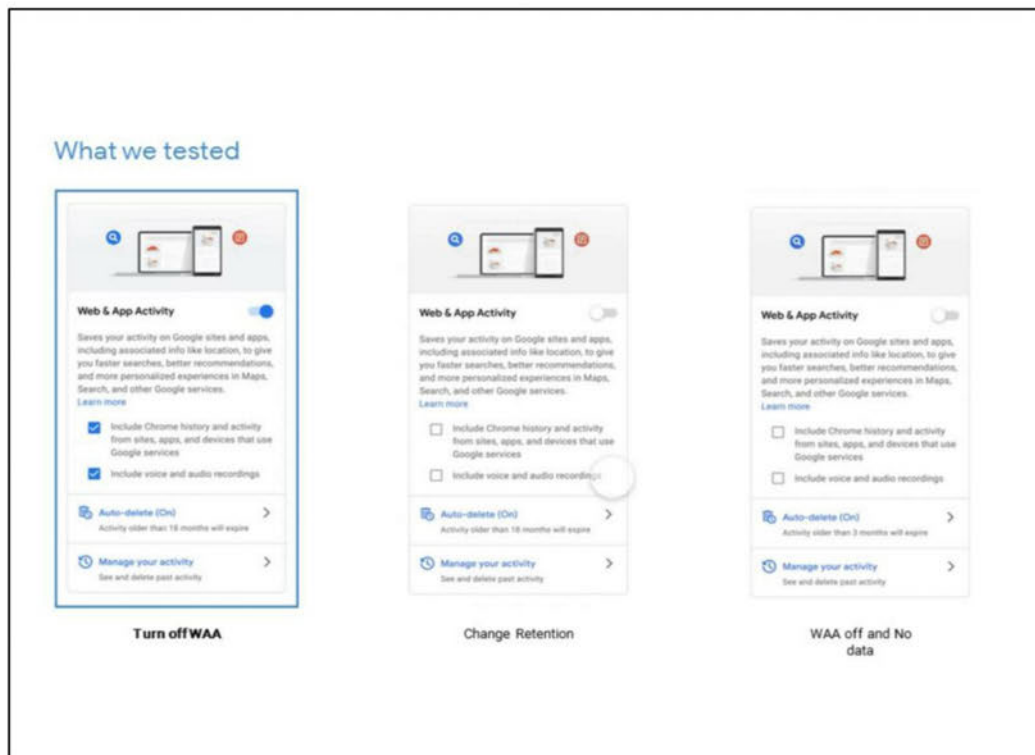 What we tested
Web & App Activity
Saves your activity on Google sites and apps,
including associated info like location, to give
you faster searches, better recommendations,
and more personalized experiences in Maps,
Search, and other Google services.
Learn more
Include Chrome history and activity
from sites, apps, and devices that use
Google services
Include voice and audio recordings
Auto-delete (On)
Activity older than 18 months will expire
Manage your activity
See and delete past activity
Turn off WAA
Web & App Activity
Saves your activity on Google sites and apps,
including associated info like location, to give
you faster searches, better recommendations,
and more personalized experiences in Maps,
Search, and other Google services.
Learn more
Include Chrome history and activity
from sites, apps, and devices that use
Google services
Include voice and audio recordings
Auto-delete (On)
Activity older than 18 months will expire
Manage your activity
See and delete past activity
Change Retention
Web & App Activity
Saves your activity on Google sites and apps,
including associated info like location, to give
you faster searches, better recommendations,
and more personalized experiences in Maps,
Search, and other Google services.
Learn more
Include Chrome history and activity
from sites, apps, and devices that use
Google services
Include voice and audio recordings
Auto-delete (On)
Activity older than 3 months will expire
Manage your activity
See and delete past activity
WAA off and No
data